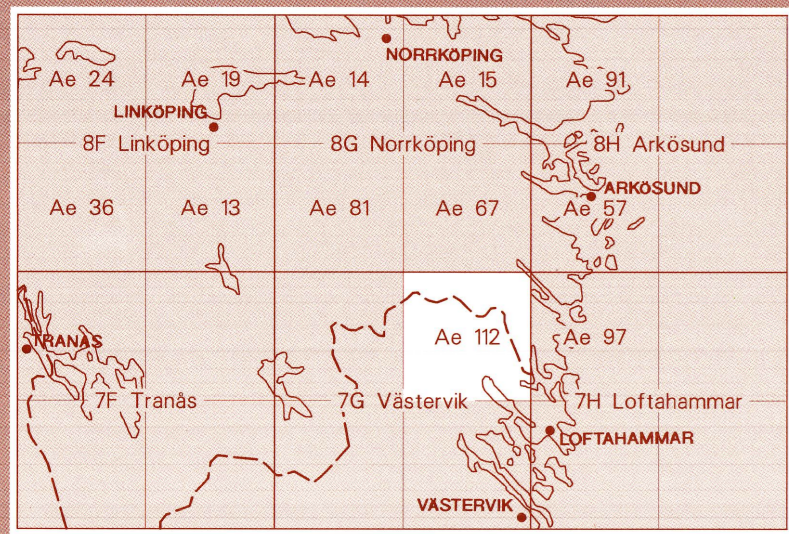 NORRKÖPING
Ae 24 Ae 19 Ae 14 Ae 15 Ae 91
LINKÖPING
8F Linköping 8G Norrköping 8H Arkösund
ARKÖSUND
Ae 36 Ae 13 Ae 81 Ae 67 Ae 57
TRANÅS Ae 112 Ae 97
7F Tranås 7G Västervik 7H Loftahammar
LOFTAHAMMAR
VÄSTERVIK